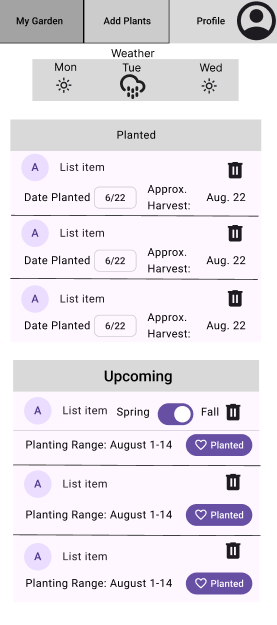 My Garden Add Plants Profile
Weather
Mon Tue Wed
Planted
A List item
Date Planted 6/22 Approx. Harvest: Aug. 22
A List item
Date Planted 6/22 Approx. Harvest: Aug. 22
A List item
Date Planted 6/22 Approx. Harvest: Aug. 22
Upcoming
A List item Spring Fall
Planting Range: August 1-14 Planted
A List item
Planting Range: August 1-14 Planted
A List item
Planting Range: August 1-14 Planted